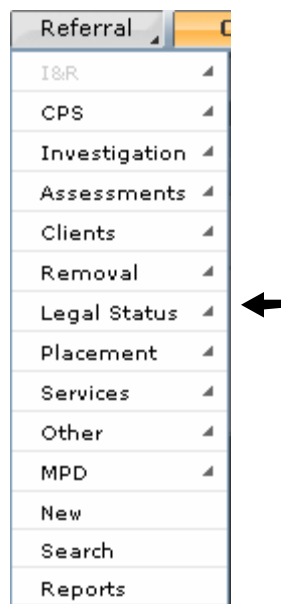 Referral
I&R
CPS
Investigation
Assessments
Clients
Removal
Legal Status
Placement
Services
Other
MPD
New
Search
Reports